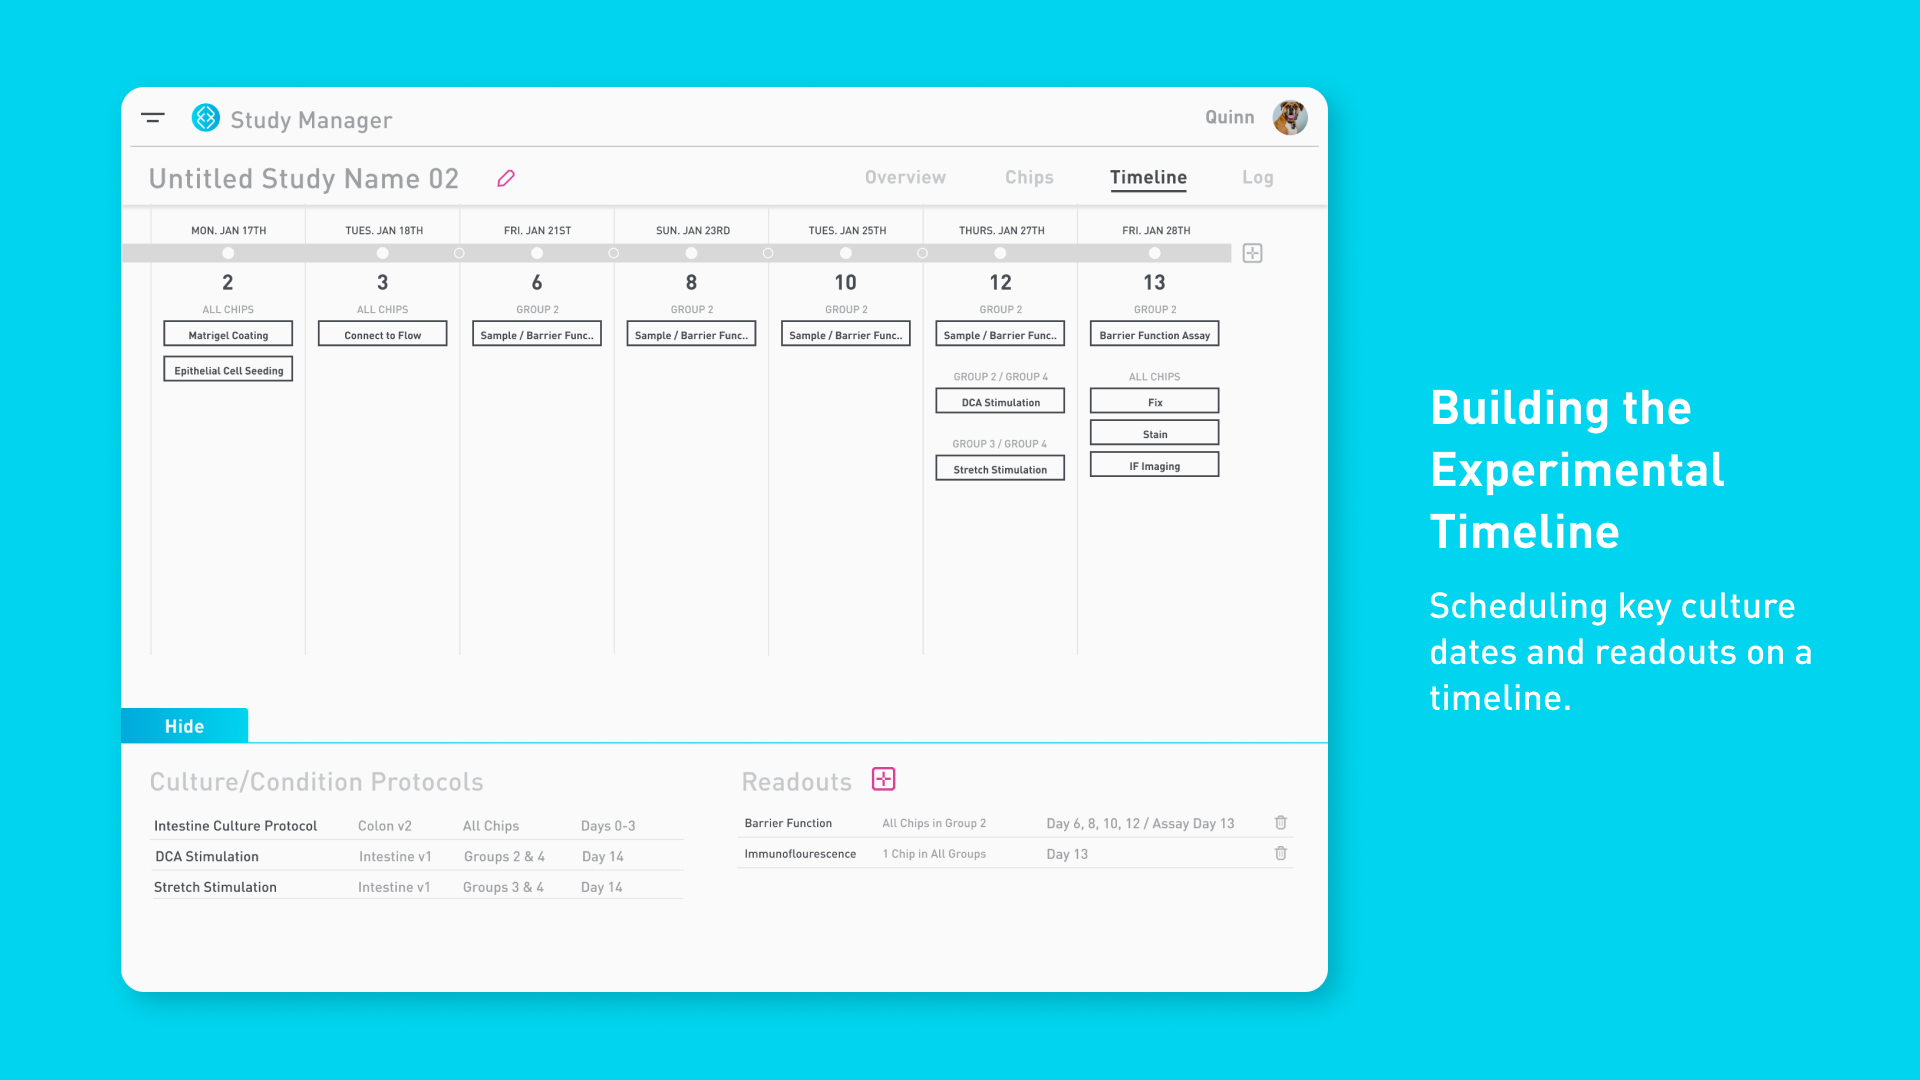 Study Manager
Quinn
Untitled Study Name 02
Overview
Chips
Timeline
Log
MON. JAN 17TH
TUES. JAN 18TH
FRI. JAN 21ST
SUN. JAN 23RD
TUES. JAN 25TH
THURS. JAN 27TH
FRI. JAN 28TH
2
3
6
8
10
12
13
ALL CHIPS
ALL CHIPS
GROUP 2
GROUP 2
GROUP 2
GROUP 2
GROUP 2
Matrigel Coating
Connect to Flow
Sample / Barrier Func..
Sample / Barrier Func..
Sample / Barrier Func..
Sample / Barrier Func..
Barrier Function Assay
Epithelial Cell Seeding
GROUP 2 / GROUP 4
ALL CHIPS
DCA Stimulation
Fix
Stain
GROUP 3 / GROUP 4
Stretch Stimulation
IF Imaging
Hide
Culture/Condition Protocols
Intestine Culture Protocol Colon v2 All Chips Days 0-3
DCA Stimulation Intestine v1 Groups 2 & 4 Day 14
Stretch Stimulation Intestine v1 Groups 3 & 4 Day 14
Readouts
Barrier Function All Chips in Group 2 Day 6, 8, 10, 12 / Assay Day 13
Immunoflourescence 1 Chip in All Groups Day 13
Building the
Experimental
Timeline
Scheduling key culture
dates and readouts on a
timeline.